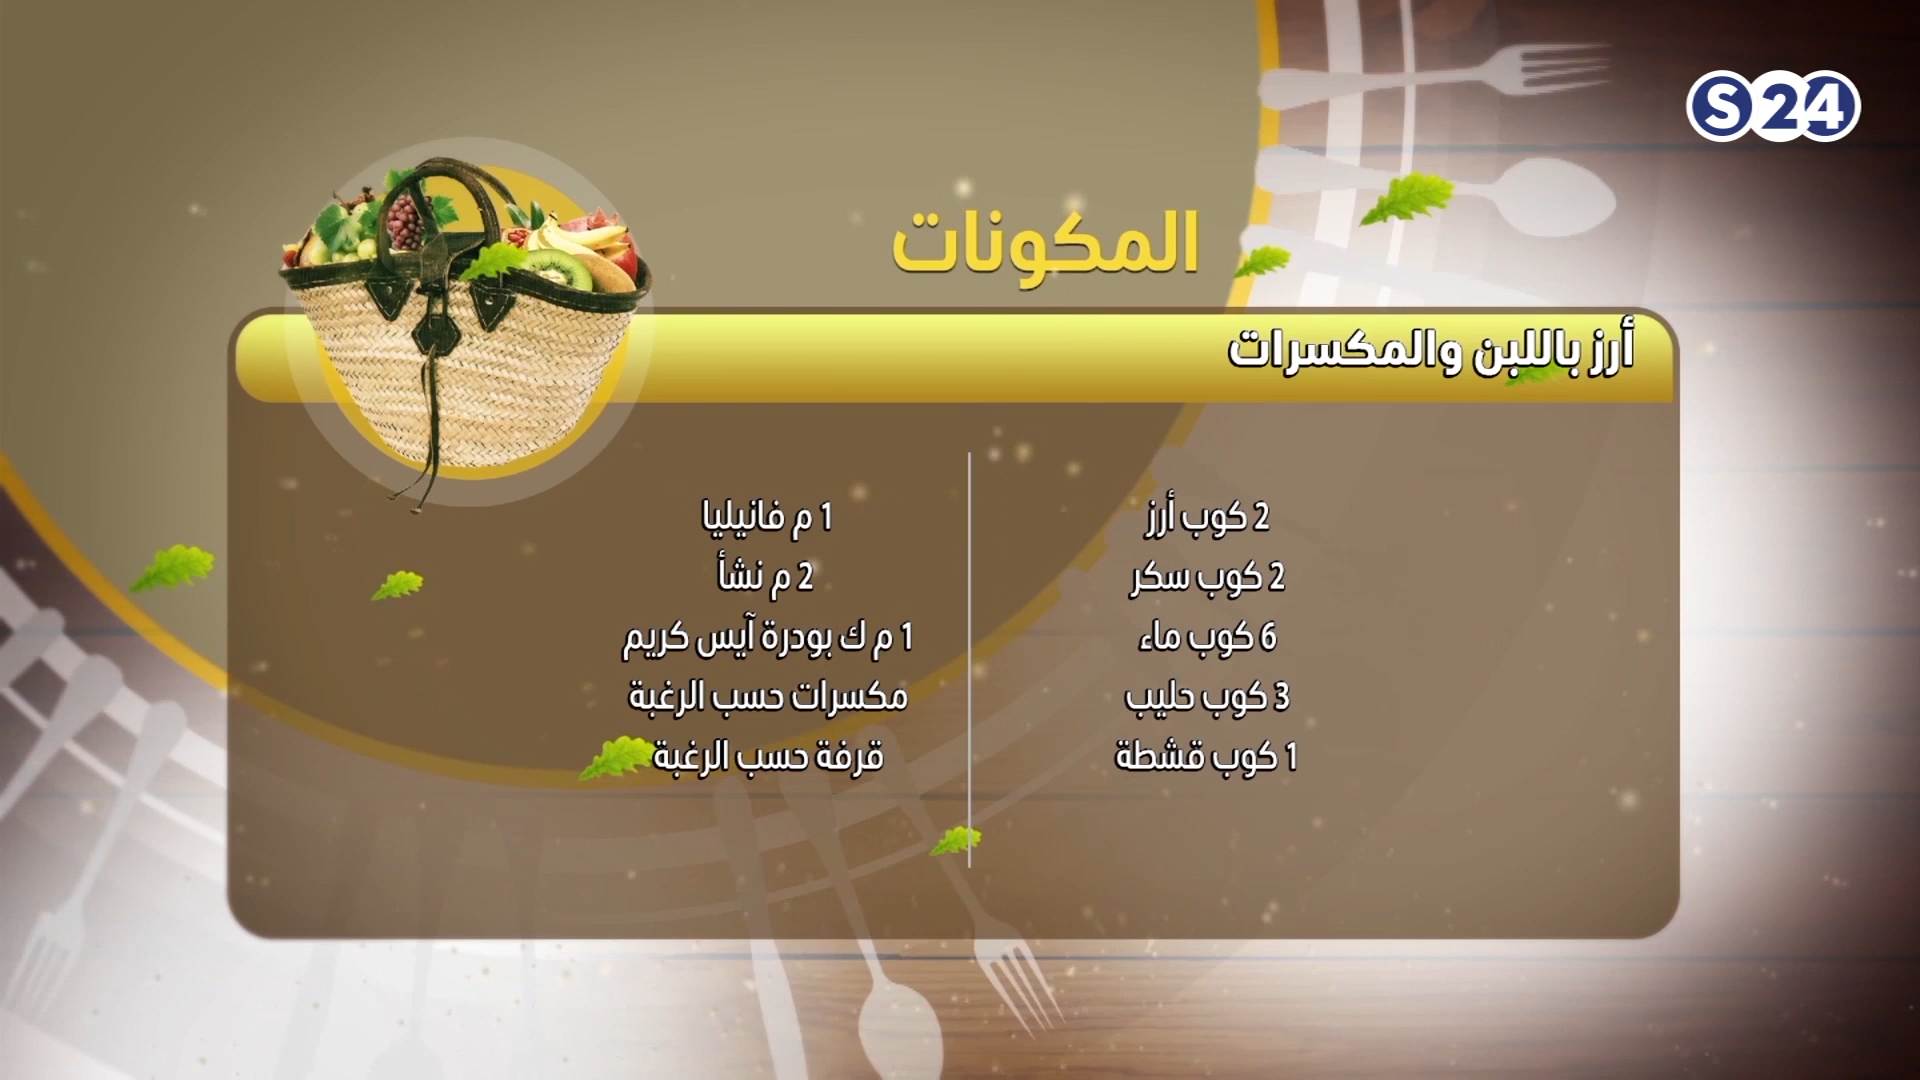 S24
المكونات
أرز باللبن والمكسرات
2 كوب أرز
2 كوب سكر
6 كوب ماء
3 كوب حليب
1 كوب قشطة
1 م فانيليا
2 م نشأ
1 م ك بودرة آيس كريم
مكسرات حسب الرغبة
قرفة حسب الرغبة